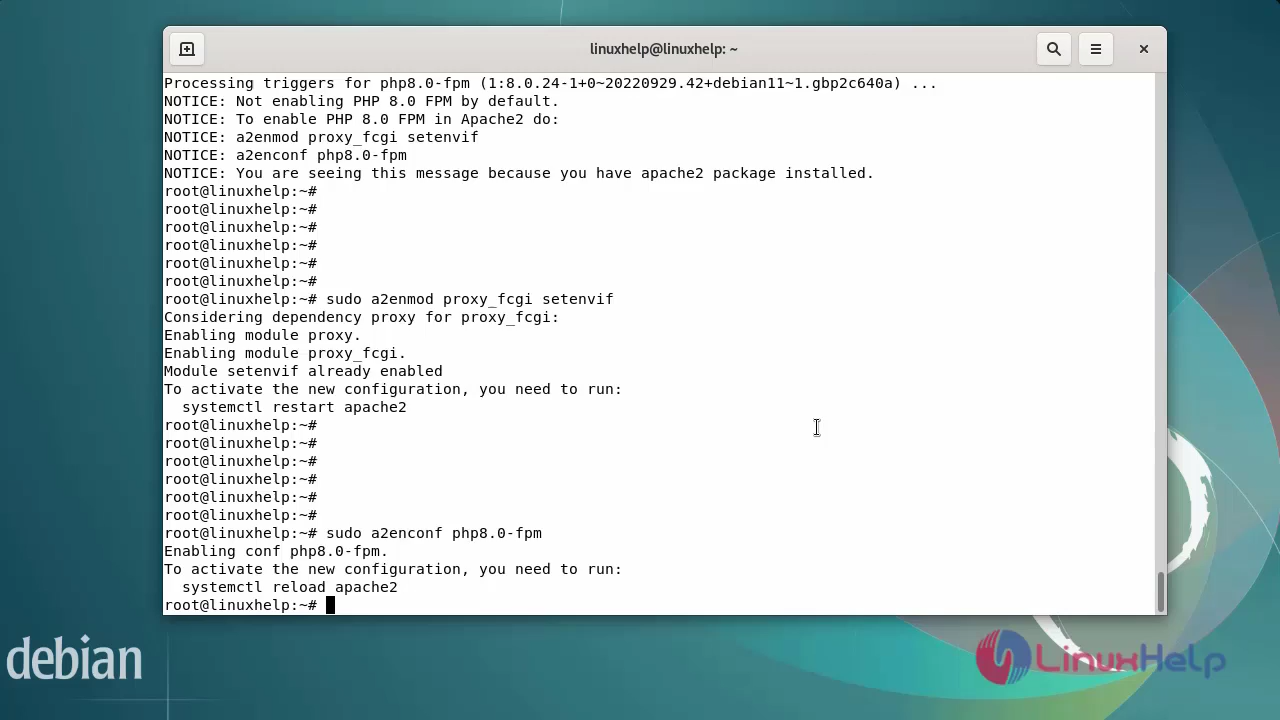 linuxhelp@linuxhelp: ~
Processing triggers for php8.0-fpm (1:8.0.24-1+0~20220929.42+debian11~1.gbp2c640a) ...
NOTICE: Not enabling PHP 8.0 FPM by default.
NOTICE: To enable PHP 8.0 FPM in Apache2 do:
NOTICE: a2enmod proxy_fcgi setenvif
NOTICE: a2enconf php8.0-fpm
NOTICE: You are seeing this message because you have apache2 package installed.
root@linuxhelp:~#
root@linuxhelp:~#
root@linuxhelp:~#
root@linuxhelp:~#
root@linuxhelp:~#
root@linuxhelp:~#
root@linuxhelp:~# sudo a2enmod proxy_fcgi setenvif
Considering dependency proxy for proxy_fcgi:
Enabling module proxy.
Enabling module proxy_fcgi.
Module setenvif already enabled
To activate the new configuration, you need to run:
  systemctl restart apache2
root@linuxhelp:~#
root@linuxhelp:~#
root@linuxhelp:~#
root@linuxhelp:~#
root@linuxhelp:~#
root@linuxhelp:~#
root@linuxhelp:~# sudo a2enconf php8.0-fpm
Enabling conf php8.0-fpm.
To activate the new configuration, you need to run:
  systemctl reload apache2
root@linuxhelp:~#
debian
LinuxHelp